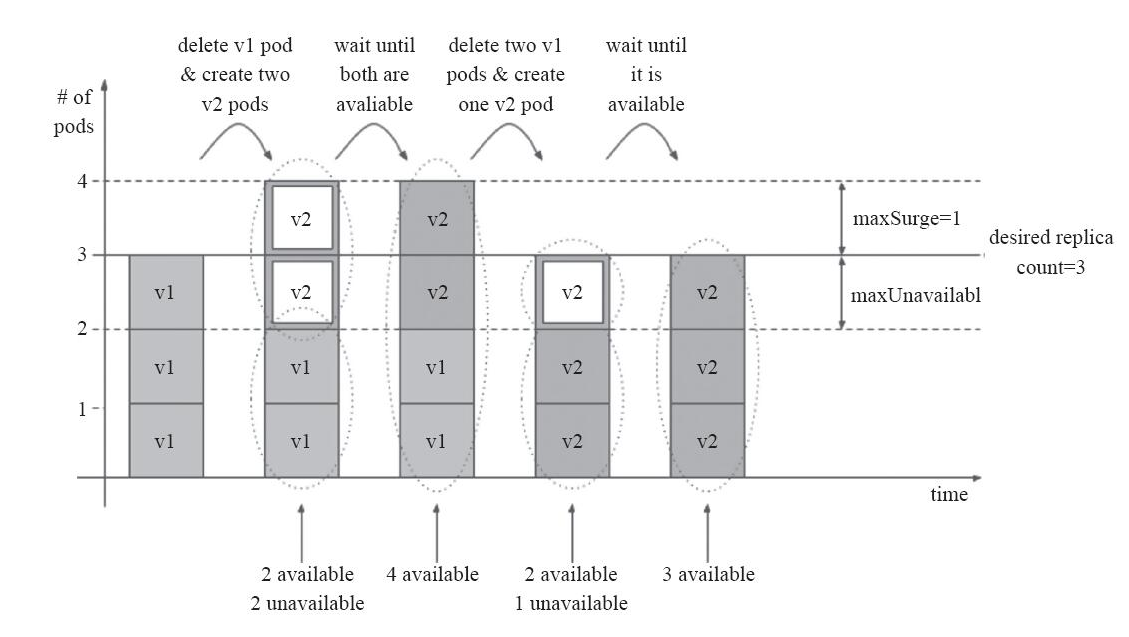 delete v1 pod
& create two
v2 pods
wait until
both are
avaliable
delete two v1
pods & create
one v2 pod
wait until
it is
available
# of
pods
4
3
2
1
v1
v1
v1
v2
v2
v1
v1
v2
v2
v1
v1
v2
v2
v2
v2
v2
v2
maxSurge=1
maxUnavailabl
desired replica
count=3
time
2 available
2 unavailable
4 available
2 available
1 unavailable
3 available